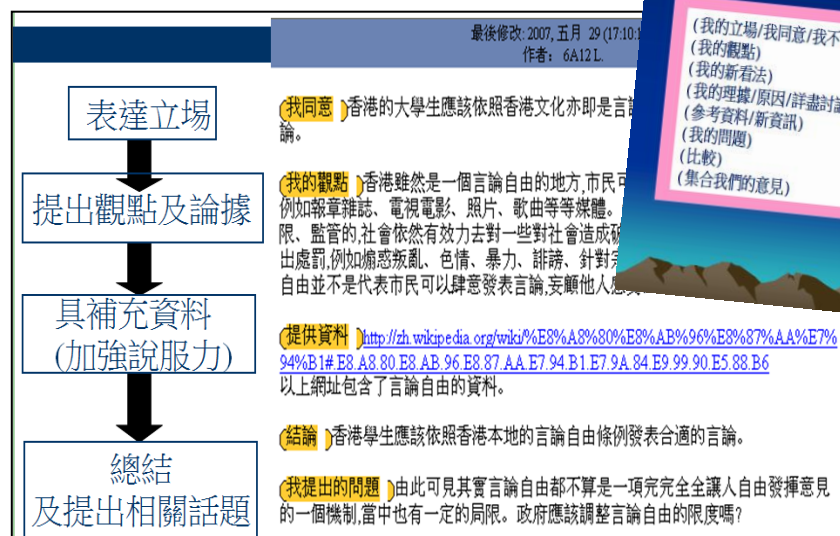 最後修改: 2007, 五月 29 (17:10:
作者： 6A12 L.
表達立場
提出觀點及論據
具補充資料
(加強說服力)
總結
及提出相關話題
(我同意 )香港的大學生應該依照香港文化亦即是言
論。
(我的觀點 )香港雖然是一個言論自由的地方,市民可
例如報章雜誌、電視電影、照片、歌曲等等媒體。
限、監管的,社會依然有效力去對一些對社會造成
出處罰,例如煽惑叛亂、色情、暴力、誹謗、針對
自由並不是代表市民可以肆意發表言論,妄顧他人
(提供資料 )http://zh.wikipedia.org/wiki/%E8%A8%80%E8%AB%96%E8%87%AA%E7%
94%B1#.E8.A8.80.E8.AB.96.E8.87.AA.E7.94.B1.E7.9A.84.E9.99.90.E5.88.B6
以上網址包含了言論自由的資料。
(結論 )香港學生應該依照香港本地的言論自由條例發表合適的言論。
(我提出的問題 )由此可見其實言論自由都不算是一項完完全全讓人自由發揮意見
的一個機制,當中也有一定的局限。政府應該調整言論自由的限度嗎?
(我的立場/我同意/我不
(我的觀點)
(我的新看法)
(我的理據/原因/詳盡討
(參考資料/新資訊)
(我的問題)
(比較)
(集合我們的意見)